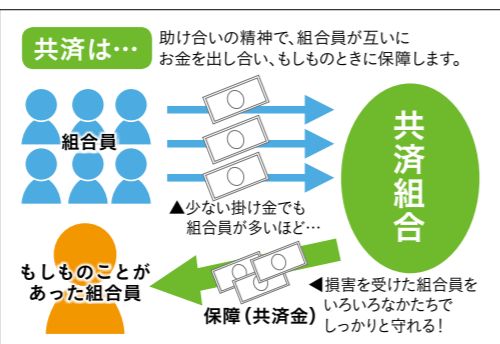 共済は…
助け合いの精神で、組合員が互いに
お金を出し合い、もしものときに保障します。
組合員
共済組合
▲少ない掛け金でも
組合員が多いほど…
もしものことが
あった組合員
保障(共済金)
◀損害を受けた組合員を
いろいろなかたちで
しっかりと守れる!